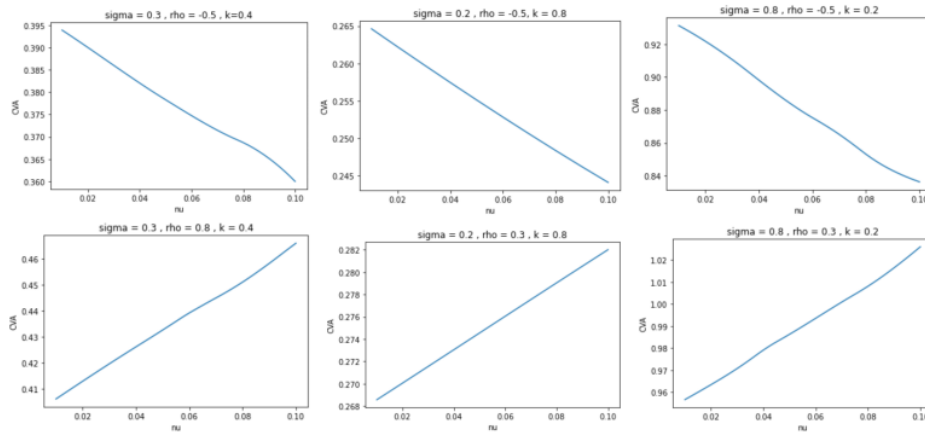 sigma = 0.3 , rho = -0.5 , k=0.4
0.395
0.390
0.385
0.380
0.375
0.370
0.365
0.360
CVA
0.02 0.04 0.06 0.08 0.10
nu
sigma = 0.2 , rho = -0.5, k = 0.8
0.265
0.260
0.255
0.250
0.245
CVA
0.02 0.04 0.06 0.08 0.10
nu
sigma = 0.8 , rho = -0.5 , k = 0.2
0.92
0.90
0.88
0.86
0.84
CVA
0.02 0.04 0.06 0.08 0.10
nu
sigma = 0.3 , rho = 0.8 , k = 0.4
0.46
0.45
0.44
0.43
0.42
0.41
CVA
0.02 0.04 0.06 0.08 0.10
nu
sigma = 0.2 , rho = 0.3 , k = 0.8
0.282
0.280
0.278
0.276
0.274
0.272
0.270
0.268
CVA
0.02 0.04 0.06 0.08 0.10
nu
sigma = 0.8 , rho = 0.3 , k = 0.2
1.02
1.01
1.00
0.99
0.98
0.97
0.96
CVA
0.02 0.04 0.06 0.08 0.10
nu